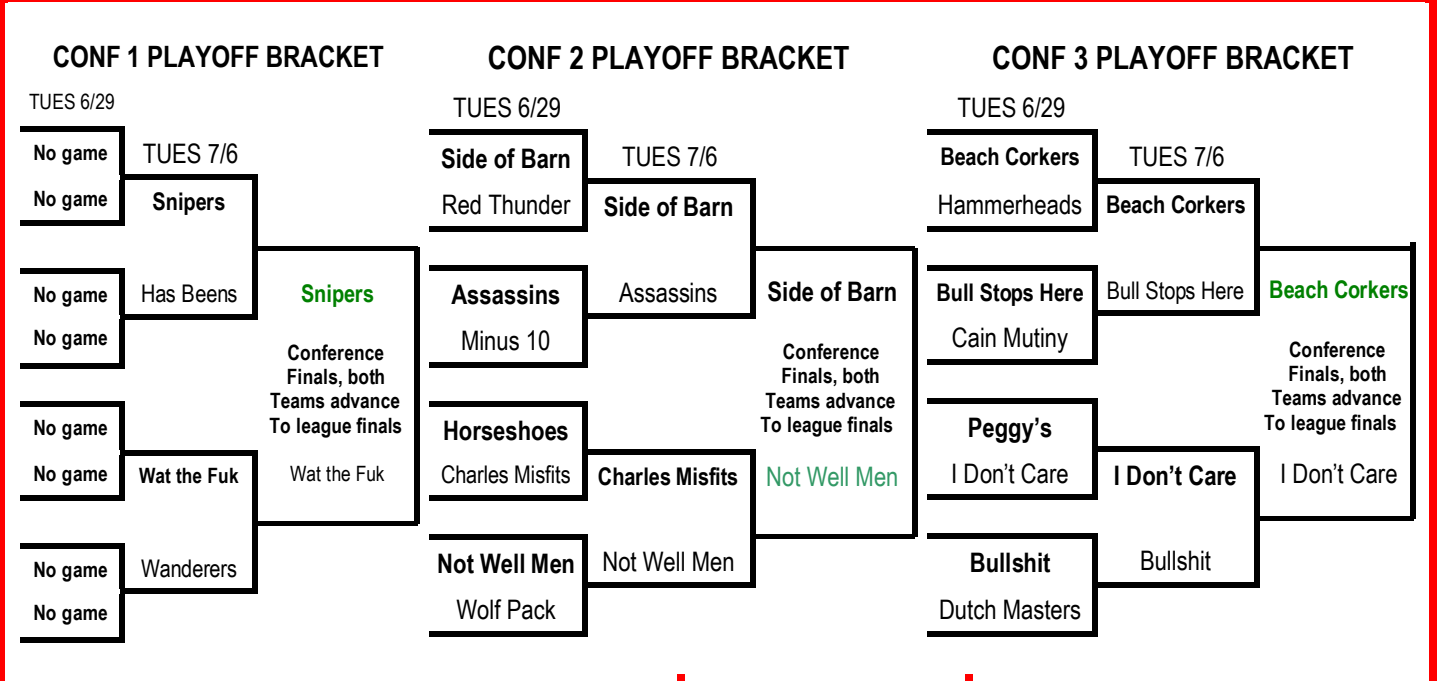 CONF 1 PLAYOFF BRACKET
TUES 6/29
No game
No game
No game
No game
No game
No game
No game
No game
TUES 7/6
Snipers
Has Beens
Wat the Fuk
Wanderers
Snipers
Conference
Finals, both
Teams advance
To league finals
Wat the Fuk
CONF 2 PLAYOFF BRACKET
TUES 6/29
Side of Barn
Red Thunder
Assassins
Minus 10
Horseshoes
Charles Misfits
Not Well Men
Wolf Pack
TUES 7/6
Side of Barn
Assassins
Charles Misfits
Not Well Men
Side of Barn
Conference
Finals, both
Teams advance
To league finals
Not Well Men
CONF 3 PLAYOFF BRACKET
TUES 6/29
Beach Corkers
Hammerheads
Bull Stops Here
Cain Mutiny
Peggy’s
I Don’t Care
Bullshit
Dutch Masters
TUES 7/6
Beach Corkers
Bull Stops Here
I Don’t Care
Bullshit
Beach Corkers
Conference
Finals, both
Teams advance
To league finals
I Don’t Care